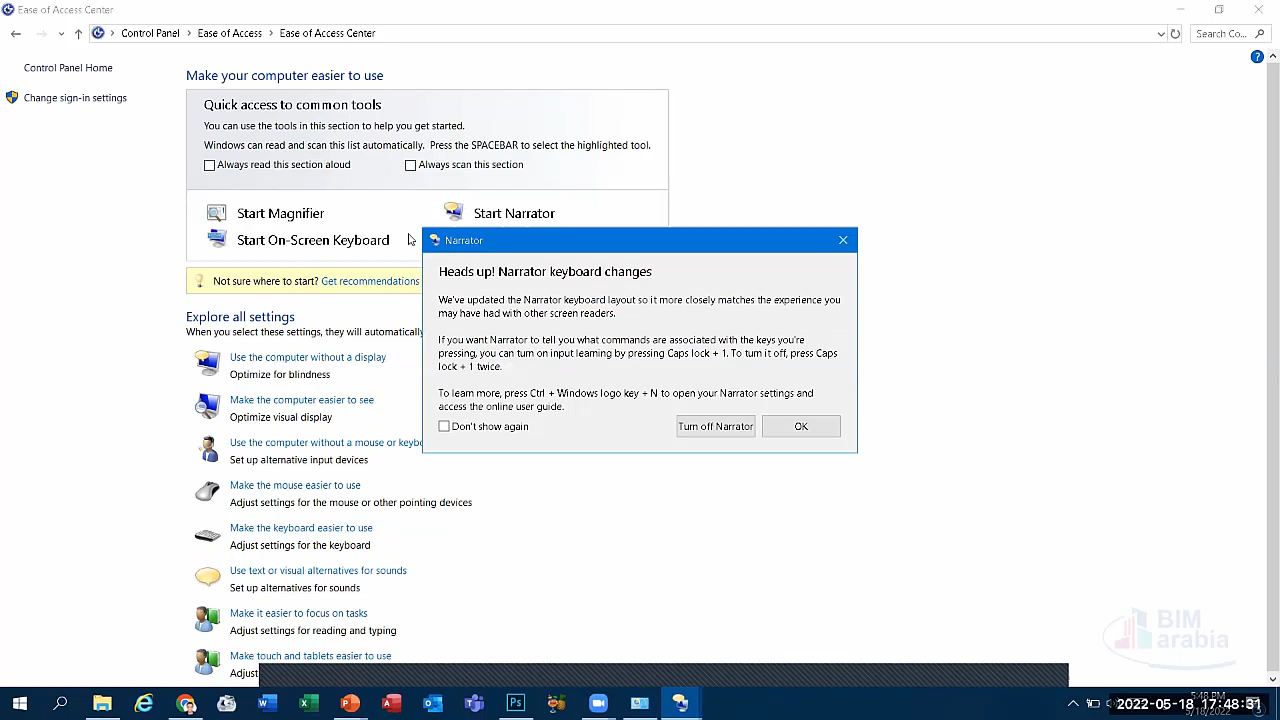 Ease of Access Center
Control Panel
Ease of Access
Ease of Access Center
Search Co...
Control Panel Home
Change sign-in settings
Make your computer easier to use
Quick access to common tools
You can use the tools in this section to help you get started.
Windows can read and scan this list automatically. Press the SPACEBAR to select the highlighted tool.
Always read this section aloud
Always scan this section
Start Magnifier
Start Narrator
Start On-Screen Keyboard
Not sure where to start? Get recommendations
Explore all settings
When you select these settings, they will automatically
Use the computer without a display
Optimize for blindness
Make the computer easier to see
Optimize visual display
Use the computer without a mouse or keybo
Set up alternative input devices
Make the mouse easier to use
Adjust settings for the mouse or other pointing devices
Make the keyboard easier to use
Adjust settings for the keyboard
Use text or visual alternatives for sounds
Set up alternatives for sounds
Make it easier to focus on tasks
Adjust settings for reading and typing
Make touch and tablets easier to use
Adjust
Narrator
Heads up! Narrator keyboard changes
We've updated the Narrator keyboard layout so it more closely matches the experience you
may have had with other screen readers.
If you want Narrator to tell you what commands are associated with the keys you're
pressing, you can turn on input learning by pressing Caps lock + 1. To turn it off, press Caps
lock + 1 twice.
To learn more, press Ctrl + Windows logo key + N to open your Narrator settings and
access the online user guide.
Don't show again
Turn off Narrator
OK
BIM
arabia
5:48 PM
2022-05-18 17:48:31
5/18/2022